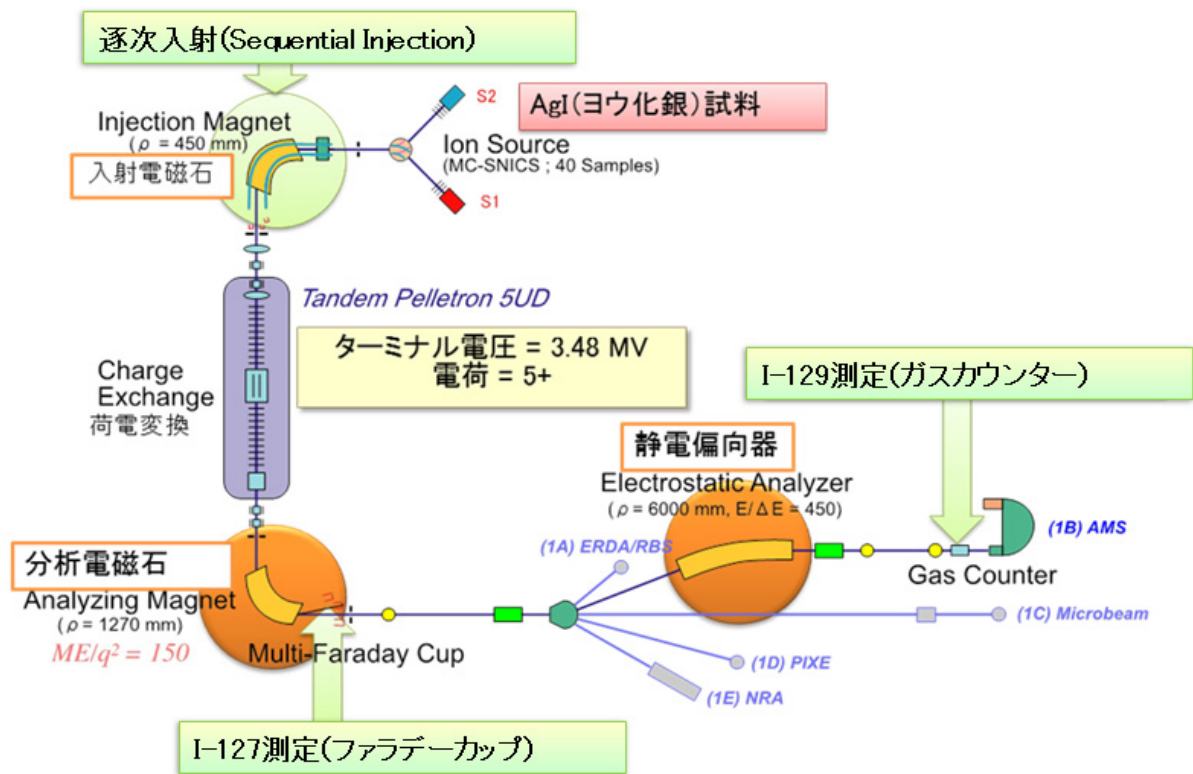 逐次入射(Sequential Injection)
S2
AgI(ヨウ化銀)試料
Injection Magnet
(ρ = 450 mm)
入射電磁石
Ion Source
(MC-SNICS ; 40 Samples)
S1
Tandem Pelletron 5UD
ターミナル電圧 = 3.48 MV
電荷 = 5+
Charge
Exchange
荷電変換
I-129測定(ガスカウンター)
静電偏向器
Electrostatic Analyzer
(ρ = 6000 mm, E/ΔE = 450)
(1B) AMS
(1A) ERDA/RBS
Gas Counter
分析電磁石
Analyzing Magnet
(ρ = 1270 mm)
ME/q² = 150
Multi-Faraday Cup
(1C) Microbeam
(1D) PIXE
(1E) NRA
I-127測定(ファラデーカップ)